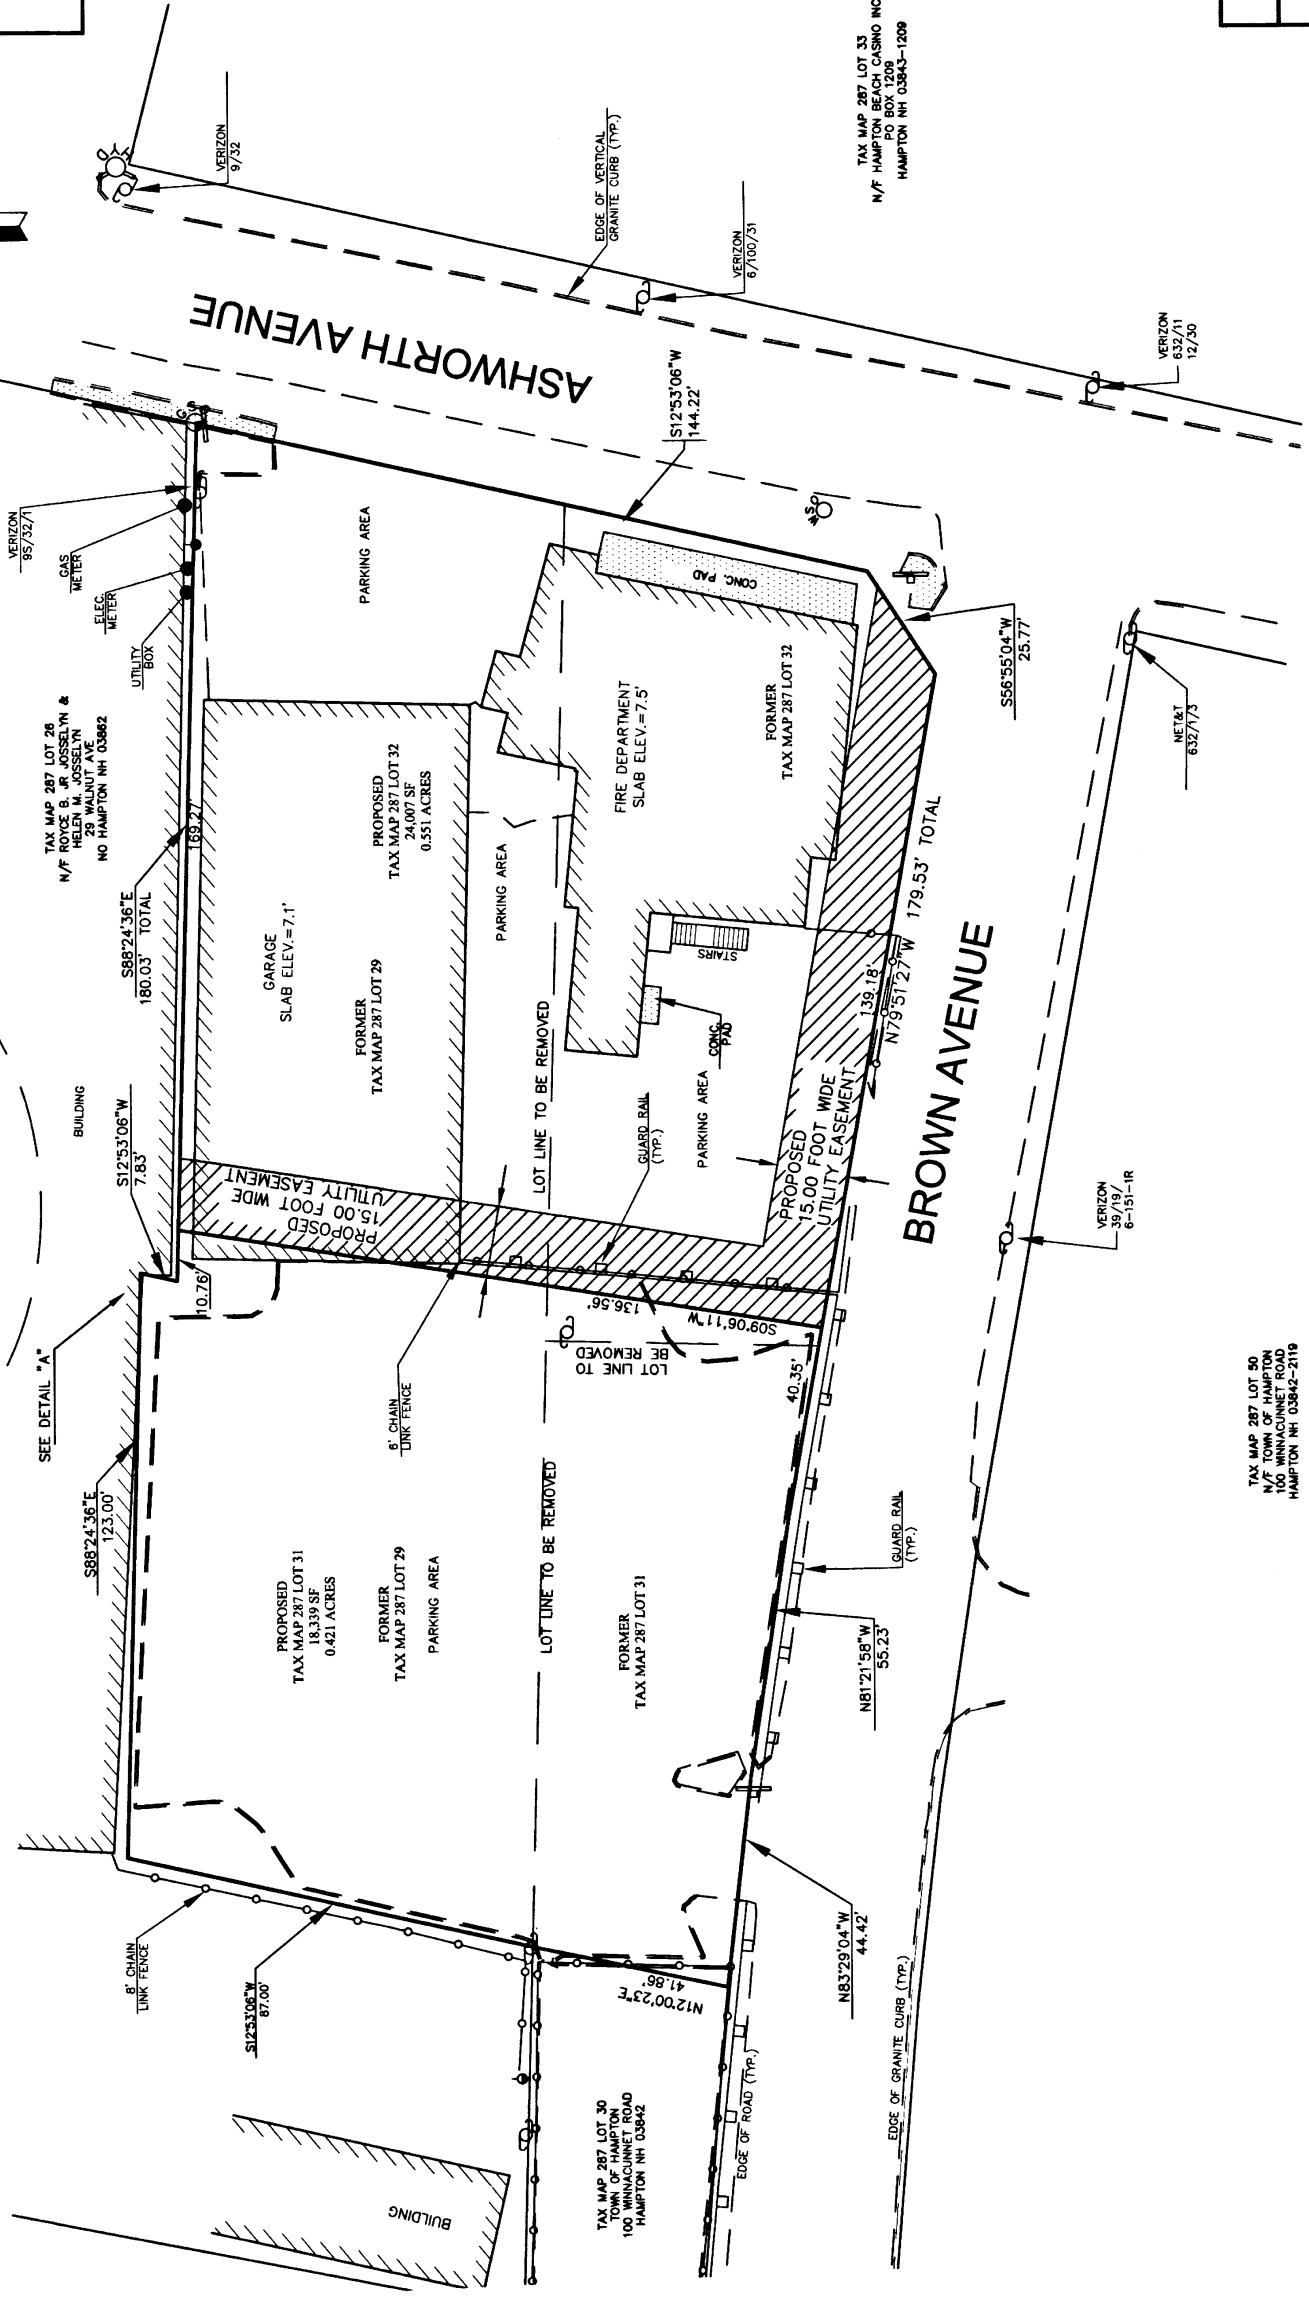 TAX MAP 287 LOT 33
N/F HAMPTON BEACH CASINO INC
PO BOX 1209
HAMPTON NH 03843-1209
VERIZON
9/32
EDGE OF VERTICAL
GRANITE CURB (TYP.)
VERIZON
6/100/31
VERIZON
632/11
12/30
ASHWORTH AVENUE
S12°53'06"W
144.22'
VERIZON
9S/32/1
GAS
METER
ELEC.
METER
UTILITY
BOX
TAX MAP 287 LOT 26
N/F ROYCE B. JR JOSSELYN &
HELEN M. JOSSELYN
29 WALNUT AVE
NO HAMPTON NH 03862
PARKING AREA
CONC. PAD
S56°55'04"W
25.77'
NET&T
632/1/3
FIRE DEPARTMENT
SLAB ELEV.=7.5'
FORMER
TAX MAP 287 LOT 32
PROPOSED
TAX MAP 287 LOT 32
24,007 SF
0.551 ACRES
169.27'
S88°24'36"E
180.03' TOTAL
GARAGE
SLAB ELEV.=7.1'
FORMER
TAX MAP 287 LOT 29
PARKING AREA
STAIRS
CONC.
PAD
179.53' TOTAL
N79°51'27"W
139.18'
BROWN AVENUE
LOT LINE TO BE REMOVED
GUARD RAIL
(TYP.)
PARKING AREA
PROPOSED
15.00 FOOT WIDE
UTILITY EASEMENT
BUILDING
S12°53'06"W
7.83'
PROPOSED
15.00 FOOT WIDE
UTILITY EASEMENT
VERIZON
39/19/
6-151-1R
10.76'
SEE DETAIL "A"
136.56'
S09°06'11"W
LOT LINE TO
BE REMOVED
40.35'
6' CHAIN
LINK FENCE
TAX MAP 287 LOT 50
N/F TOWN OF HAMPTON
100 WINNACUNNET ROAD
HAMPTON NH 03842-2119
S88°24'36"E
123.00'
PROPOSED
TAX MAP 287 LOT 31
18,339 SF
0.421 ACRES
FORMER
TAX MAP 287 LOT 29
PARKING AREA
LOT LINE TO BE REMOVED
FORMER
TAX MAP 287 LOT 31
GUARD RAIL
(TYP.)
N81°21'58"W
55.23'
8' CHAIN
LINK FENCE
S12°53'06"W
87.00'
N12°00'23"E
41.86'
N83°29'04"W
44.42'
EDGE OF GRANITE CURB (TYP.)
EDGE OF ROAD (TYP.)
TAX MAP 287 LOT 30
TOWN OF HAMPTON
100 WINNACUNNET ROAD
HAMPTON NH 03842
BUILDING